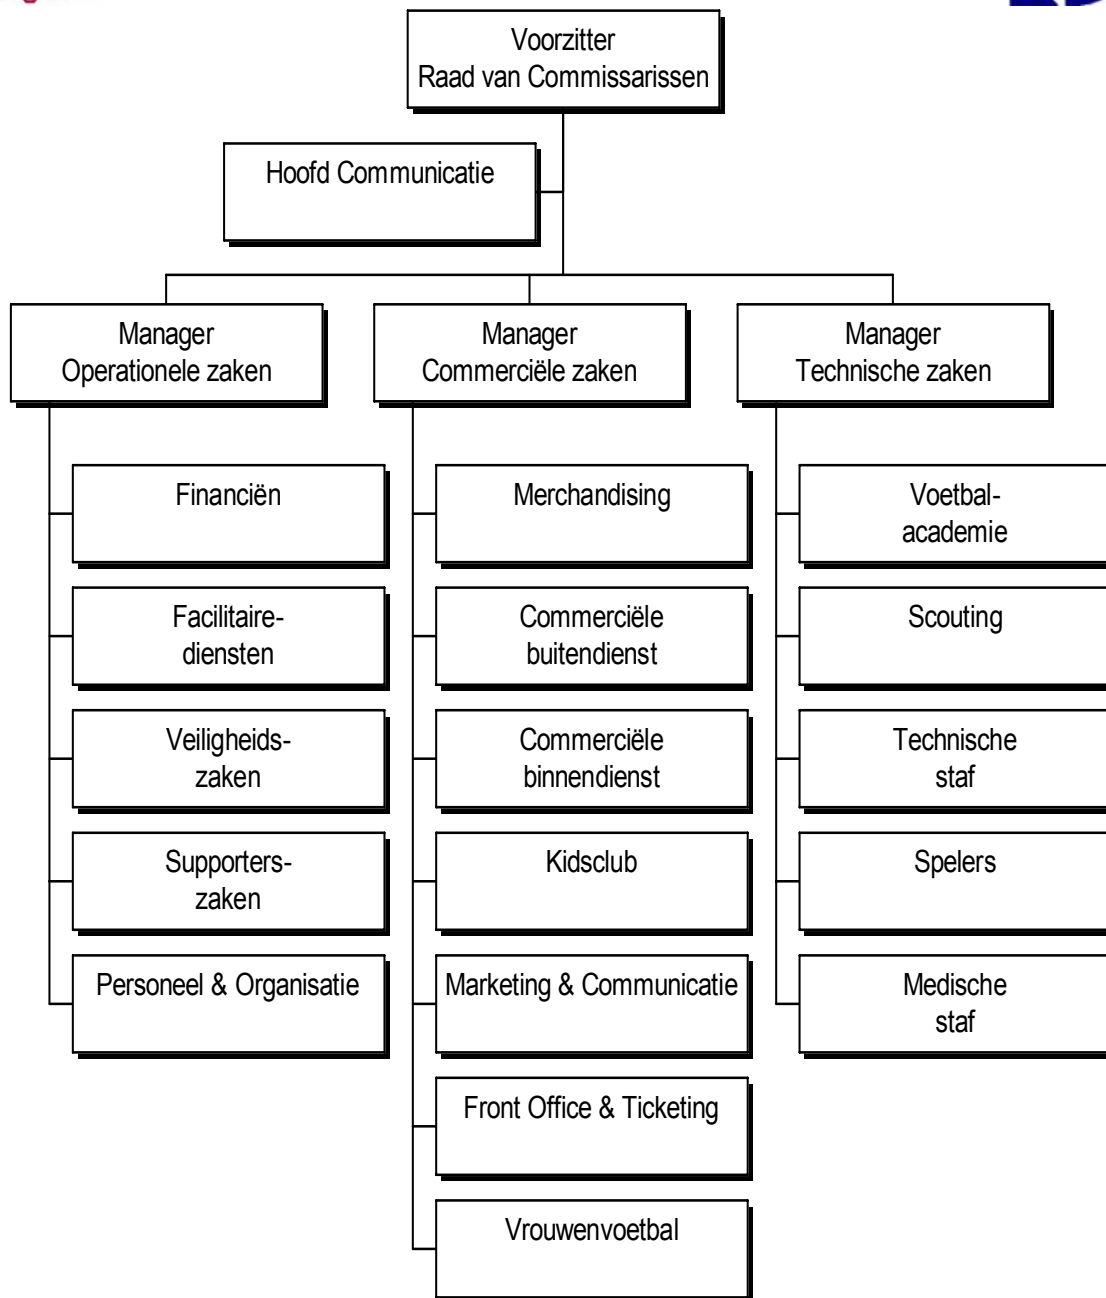 Voorzitter
Raad van Commissarissen
Hoofd Communicatie
Manager
Operationele zaken
Manager
Commerciële zaken
Manager
Technische zaken
Financiën
Facilitaire-
diensten
Veiligheids-
zaken
Supporters-
zaken
Personeel & Organisatie
Merchandising
Commerciële
buitendienst
Commerciële
binnendienst
Kidsclub
Marketing & Communicatie
Front Office & Ticketing
Vrouwenvoetbal
Voetbal-
academie
Scouting
Technische
staf
Spelers
Medische
staf